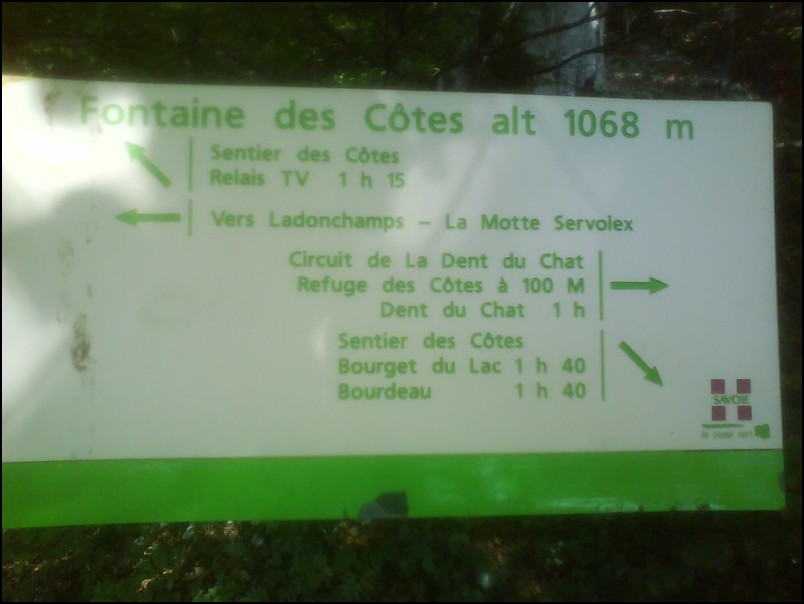 Fontaine des Côtes alt 1068 m
Sentier des Côtes
Relais TV 1 h 15
Vers Ladonchamps – La Motte Servolex
Circuit de La Dent du Chat
Refuge des Côtes à 100 M
Dent du Chat 1 h
Sentier des Côtes
Bourget du Lac 1 h 40
Bourdeau 1 h 40
SAVOIE